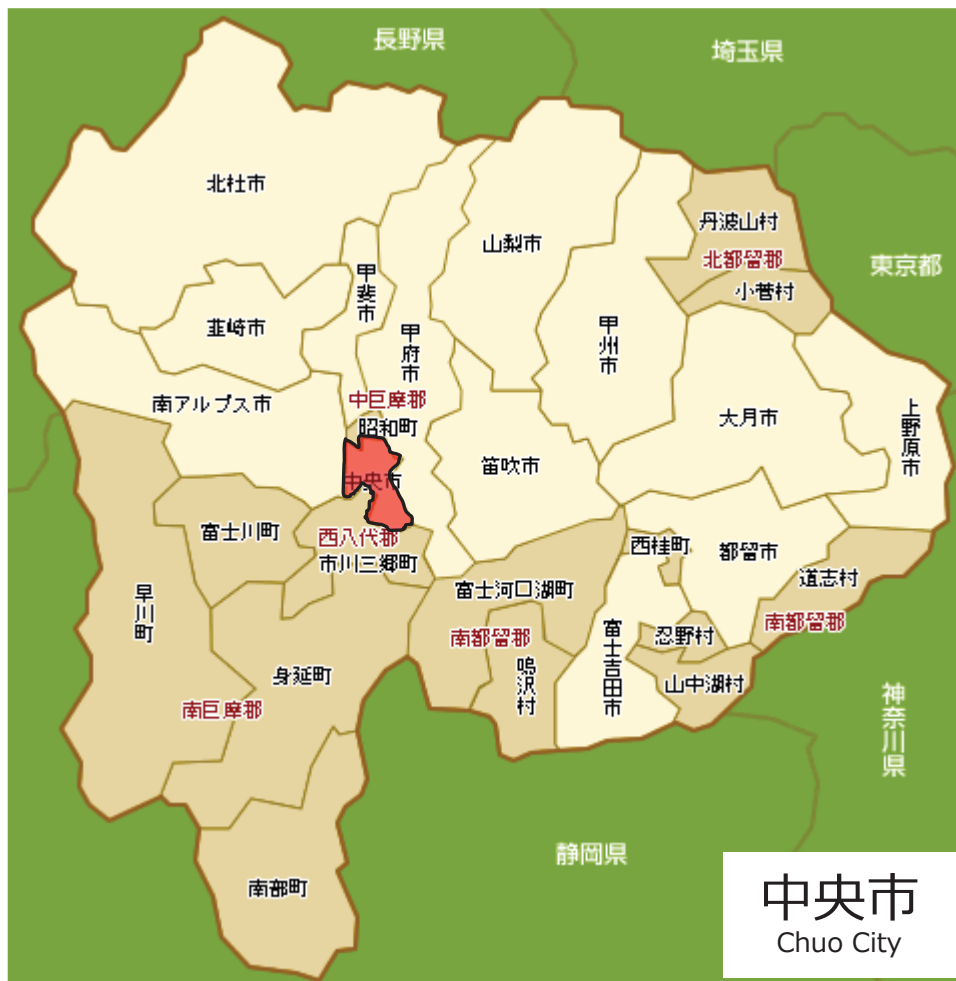 長野県
埼玉県
北杜市
丹波山村
山梨市
北都留郡
東京都
甲斐市
小菅村
韮崎市
甲府市
甲州市
中巨摩郡
南アルプス市
昭和町
大月市
上野原市
笛吹市
中央市
富士川町
西八代郡
市川三郷町
西桂町
都留市
道志村
富士河口湖町
早川町
南都留郡
忍野村
南都留郡
富士吉田市
鳴沢村
身延町
山中湖村
南巨摩郡
神奈川県
静岡県
南部町
中央市
Chuo City